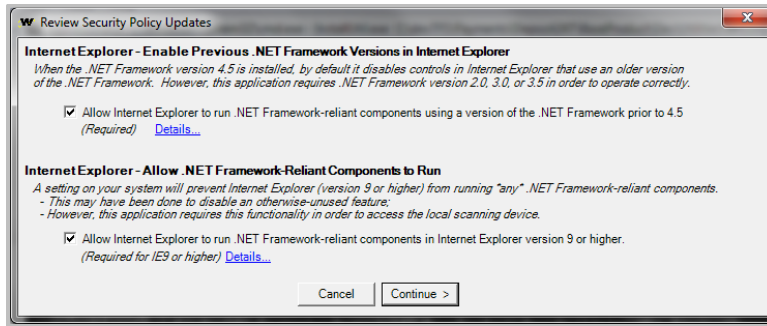 Review Security Policy Updates
Internet Explorer - Enable Previous .NET Framework Versions in Internet Explorer
When the .NET Framework version 4.5 is installed, by default it disables controls in Internet Explorer that use an older version
of the .NET Framework. However, this application requires .NET Framework version 2.0, 3.0, or 3.5 in order to operate correctly.
Allow Internet Explorer to run .NET Framework-reliant components using a version of the .NET Framework prior to 4.5
(Required) Details...
Internet Explorer - Allow .NET Framework-Reliant Components to Run
A setting on your system will prevent Internet Explorer (version 9 or higher) from running "any" .NET Framework-reliant components.
- This may have been done to disable an otherwise-unused feature;
- However, this application requires this functionality in order to access the local scanning device.
Allow Internet Explorer to run .NET Framework-reliant components in Internet Explorer version 9 or higher.
(Required for IE9 or higher) Details...
Cancel Continue >